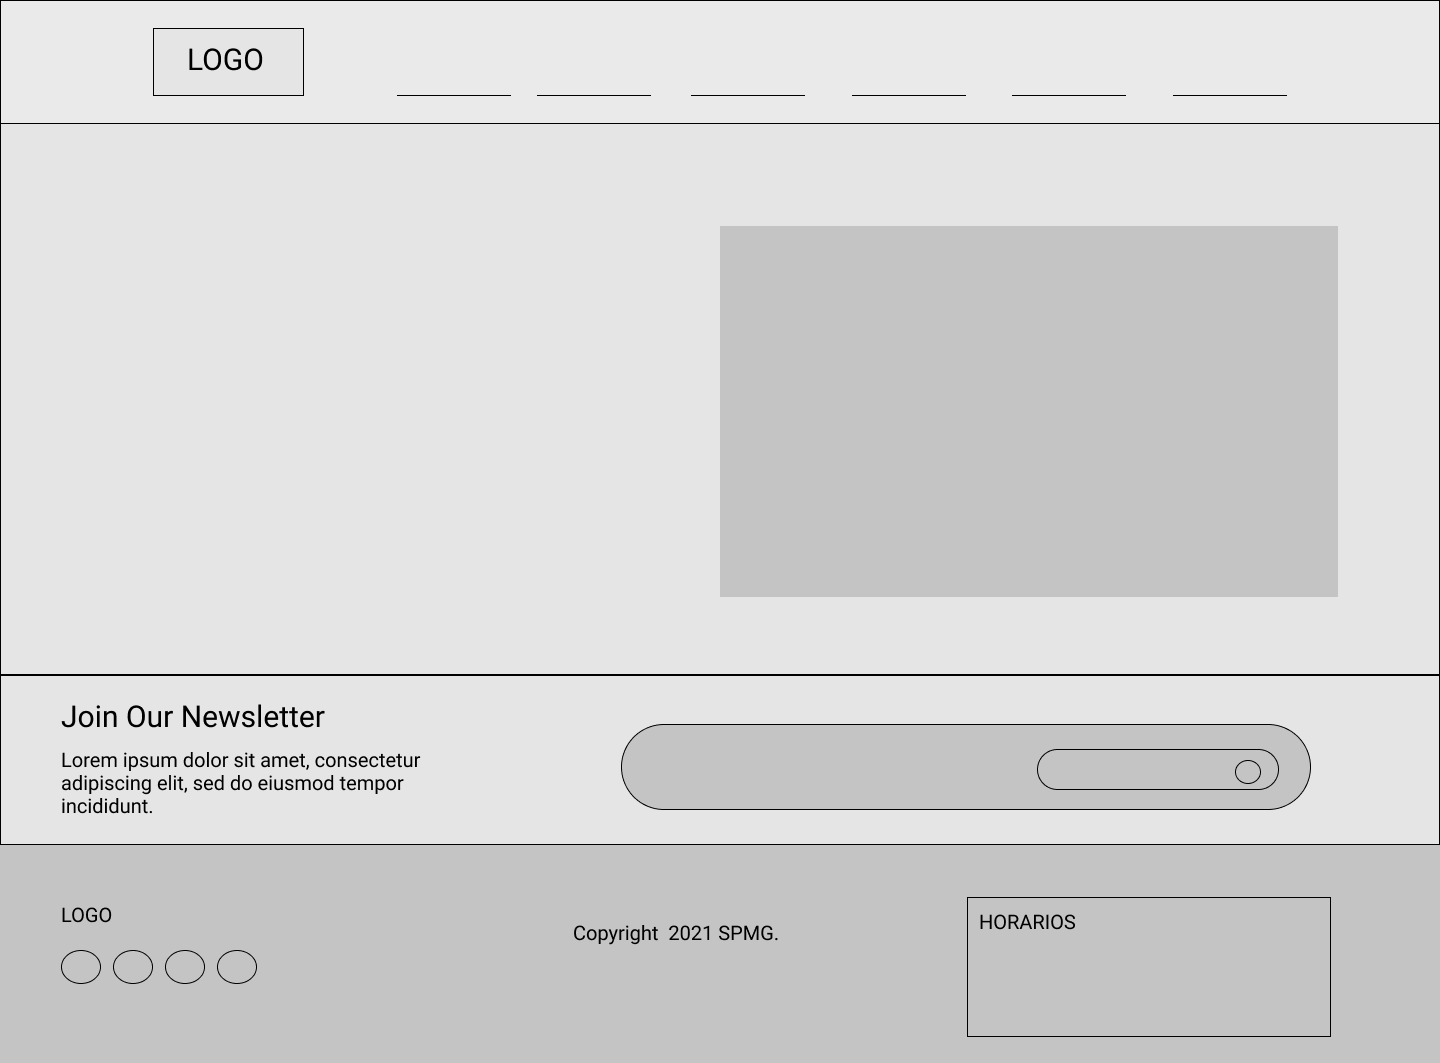 LOGO
Join Our Newsletter
Lorem ipsum dolor sit amet, consectetur
adipiscing elit, sed do eiusmod tempor
incididunt.
LOGO
Copyright  2021 SPMG.
HORARIOS